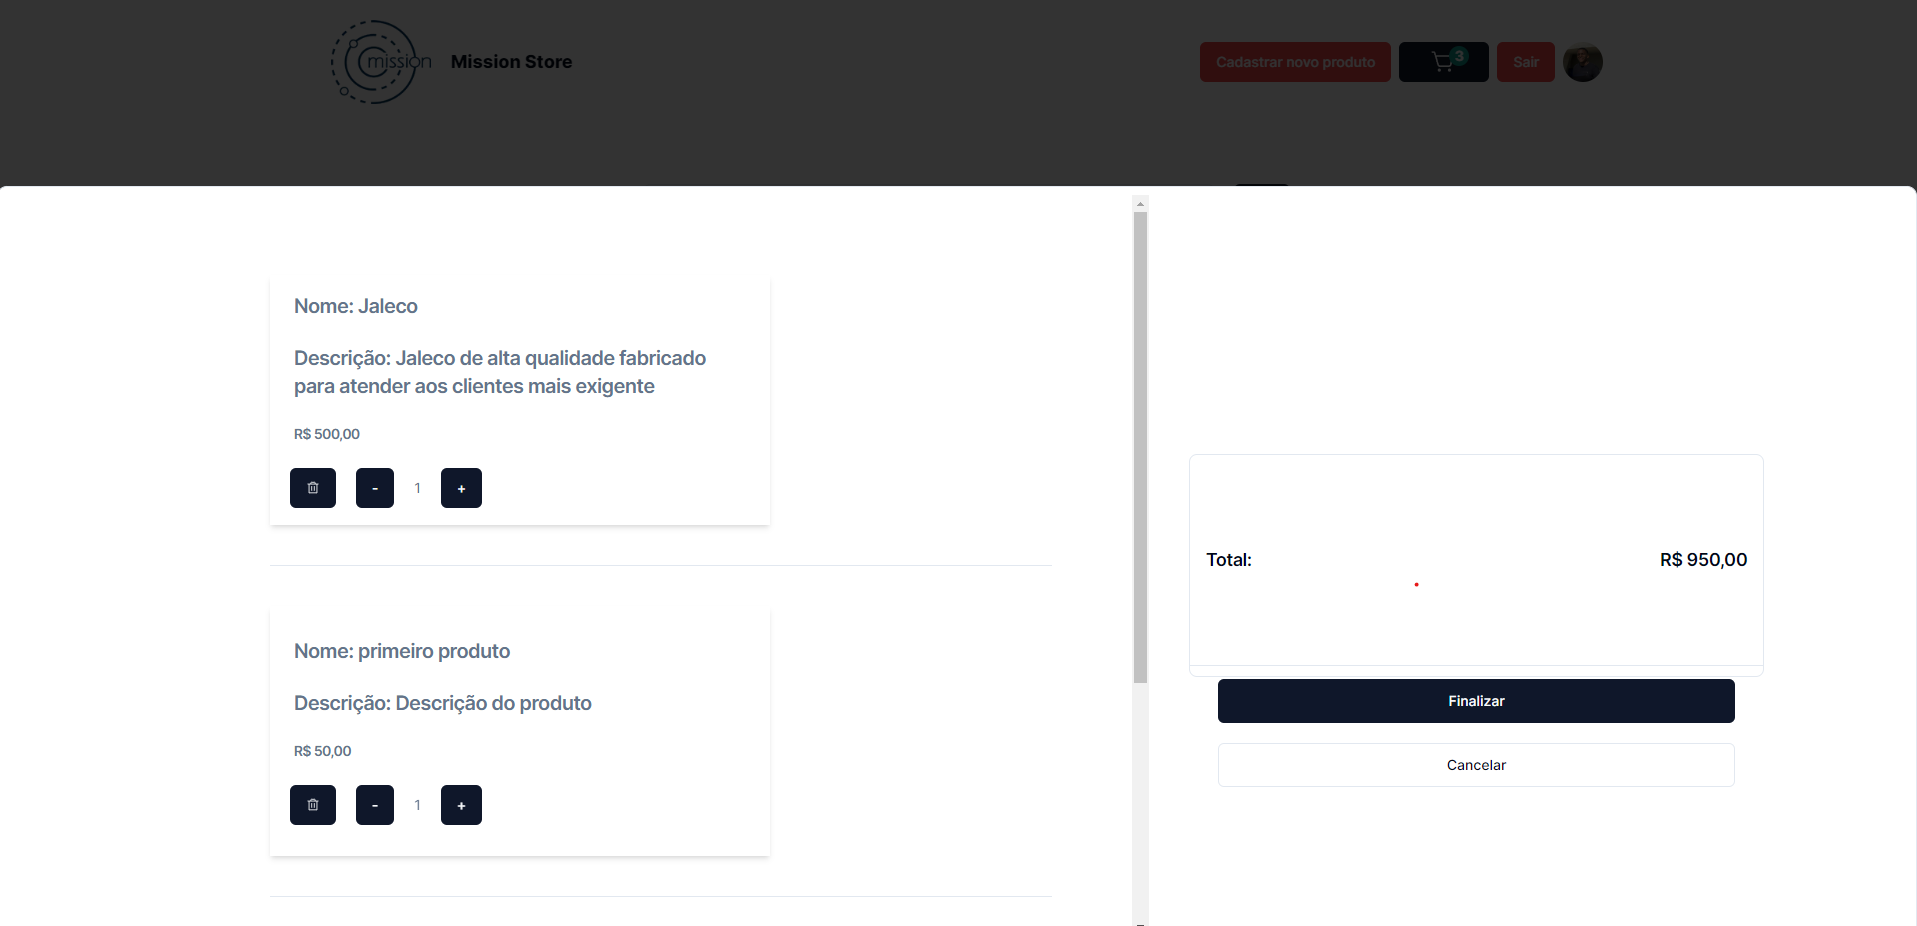 mission
Mission Store
Cadastrar novo produto
3
Sair
Nome: Jaleco
Descrição: Jaleco de alta qualidade fabricado
para atender aos clientes mais exigente
R$ 500,00
- 1 +
Nome: primeiro produto
Descrição: Descrição do produto
R$ 50,00
- 1 +
Total: R$ 950,00
Finalizar
Cancelar